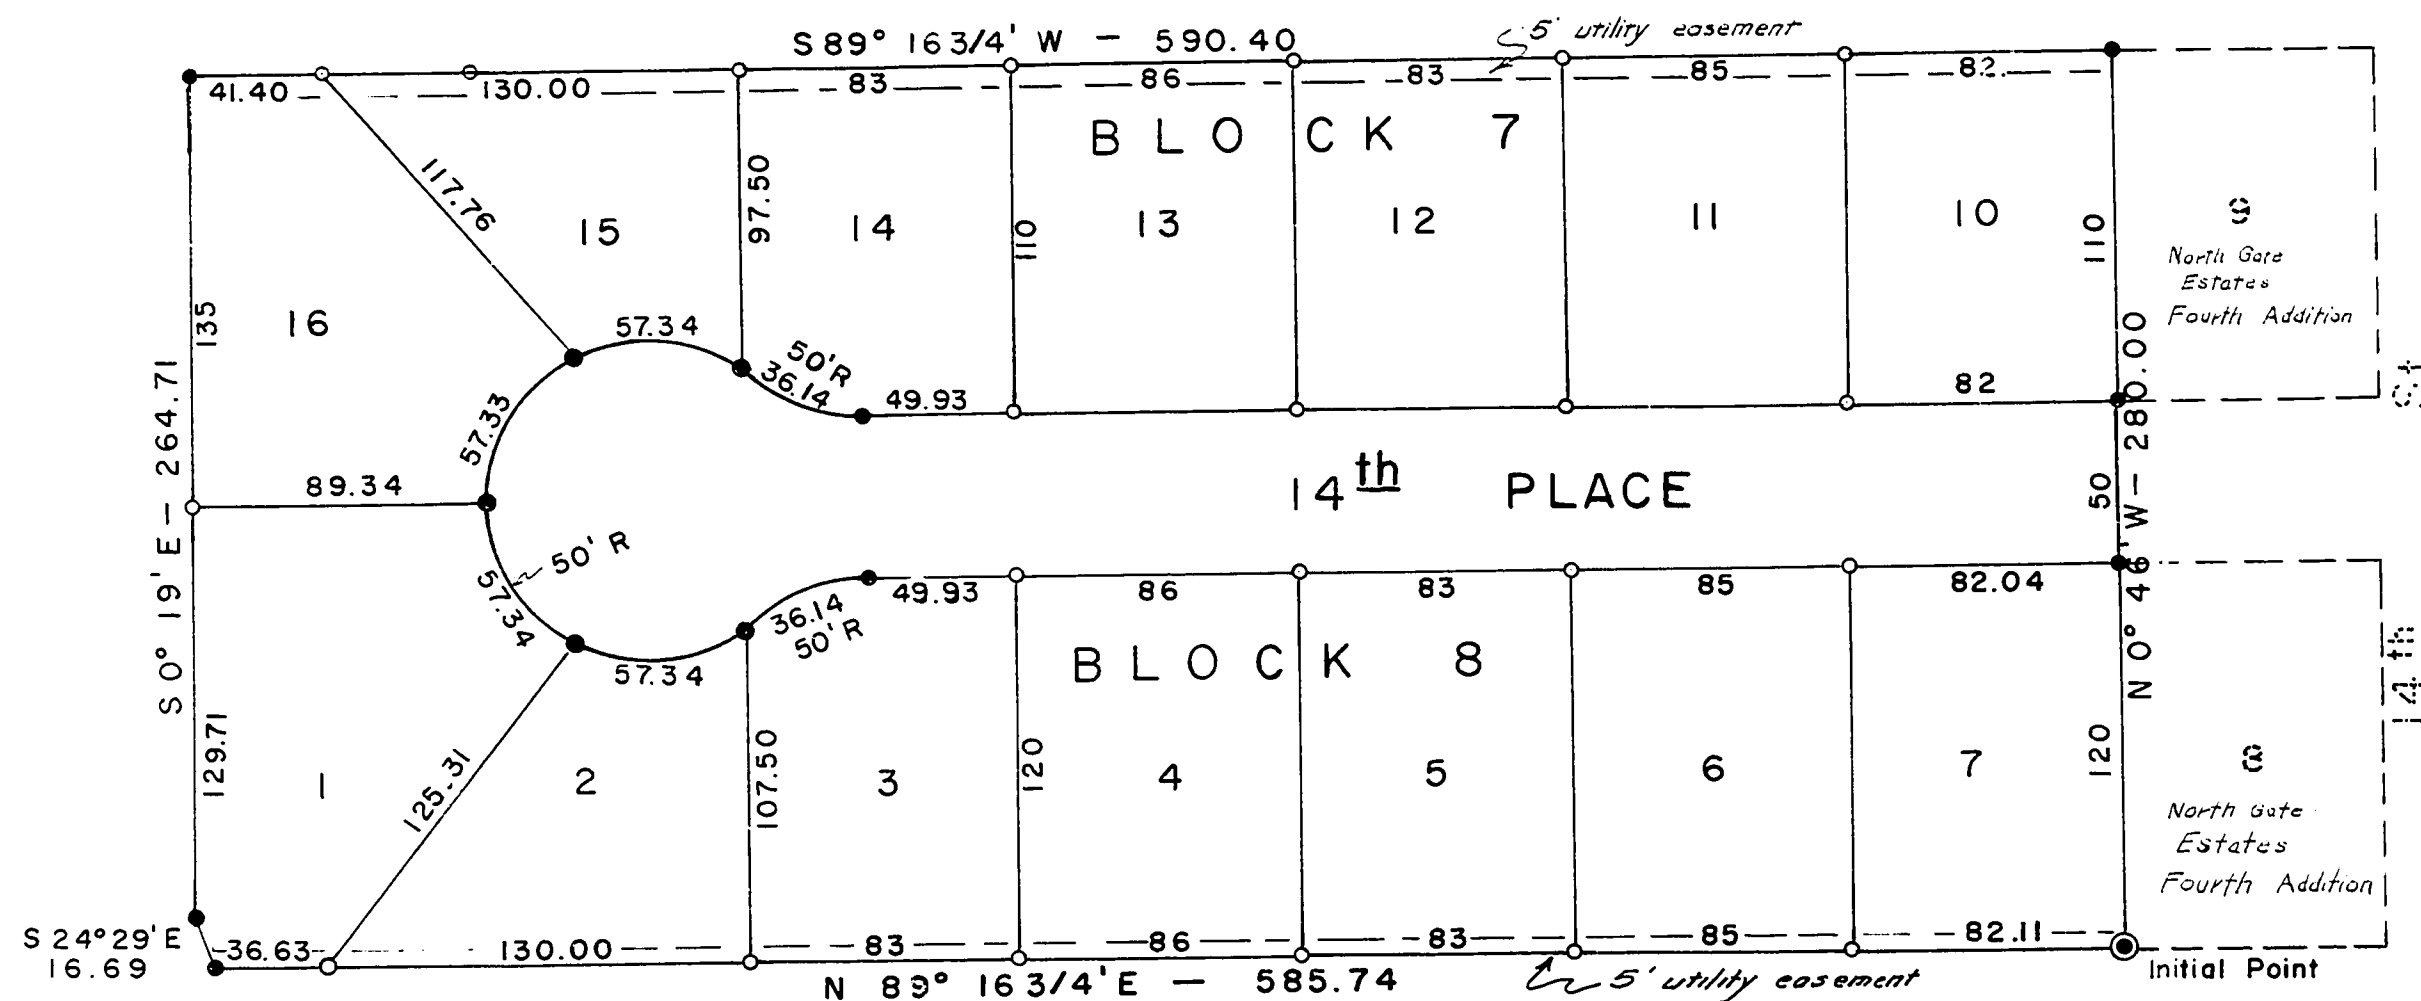 S 89° 16 3/4' W — 590.40
5' utility easement
41.40
130.00
83
86
83
85
82
BLOCK 7
117.76
97.50
110
110
15
14
13
12
11
10
9
North Gate
Estates
Fourth Addition
16
135
57.34
50'R
36.14
49.93
82
57.33
S 0° 19' E — 264.71
N 0° 46' W — 280.00
89.34
14th PLACE
50
50' R
57.34
36.14
50'R
49.93
86
83
85
82.04
57.34
BLOCK 8
14th
129.71
125.31
107.50
120
120
1
2
3
4
5
6
7
8
North Gate
Estates
Fourth Addition
S 24° 29' E
16.69
36.63
130.00
83
86
83
85
82.11
N 89° 16 3/4' E — 585.74
5' utility easement
Initial Point